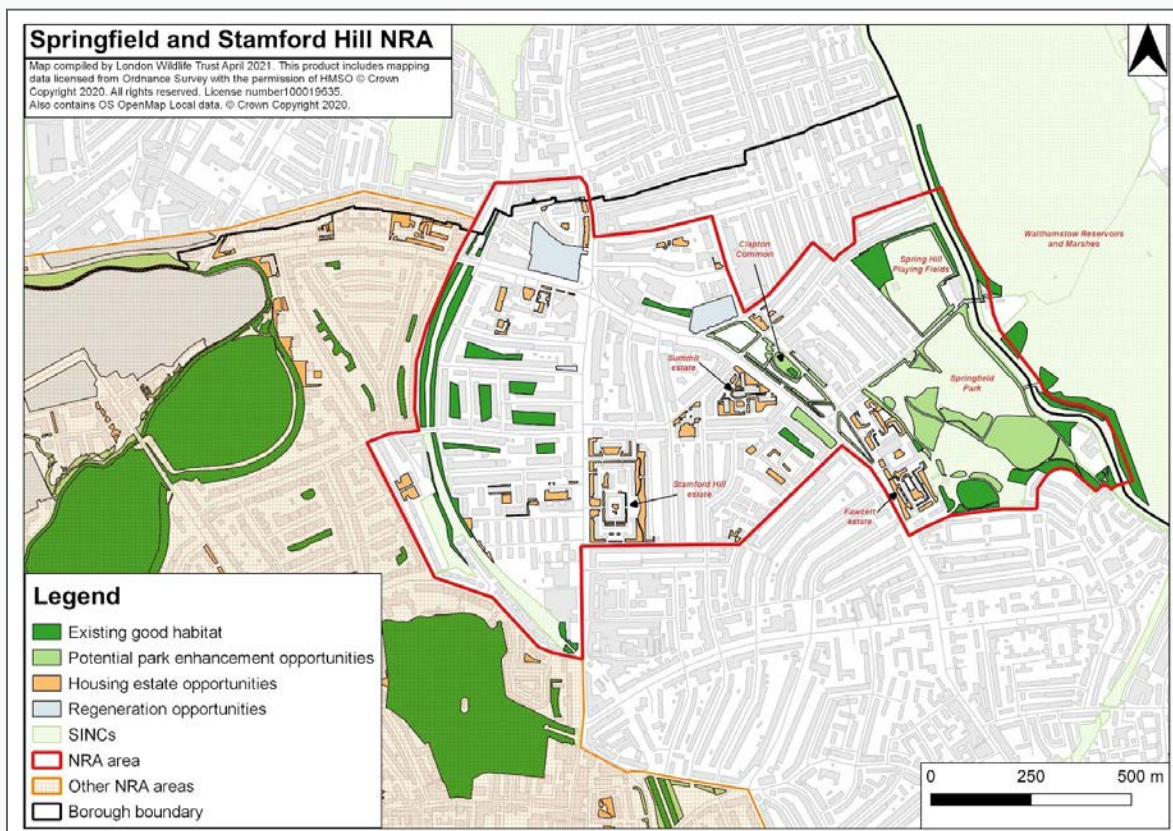 Springfield and Stamford Hill NRA
Map compiled by London Wildlife Trust April 2021. This product includes mapping
data licensed from Ordnance Survey with the permission of HMSO © Crown
Copyright 2020. All rights reserved. License number100019635.
Also contains OS OpenMap Local data. © Crown Copyright 2020.
Clapton
Common
Spring Hill
Playing Fields
Walthamstow Reservoirs
and Marshes
Summit
estate
Springfield
Park
Stamford Hill
estate
Fawcett
estate
Legend
Existing good habitat
Potential park enhancement opportunities
Housing estate opportunities
Regeneration opportunities
SINCs
NRA area
Other NRA areas
Borough boundary
0 250 500 m